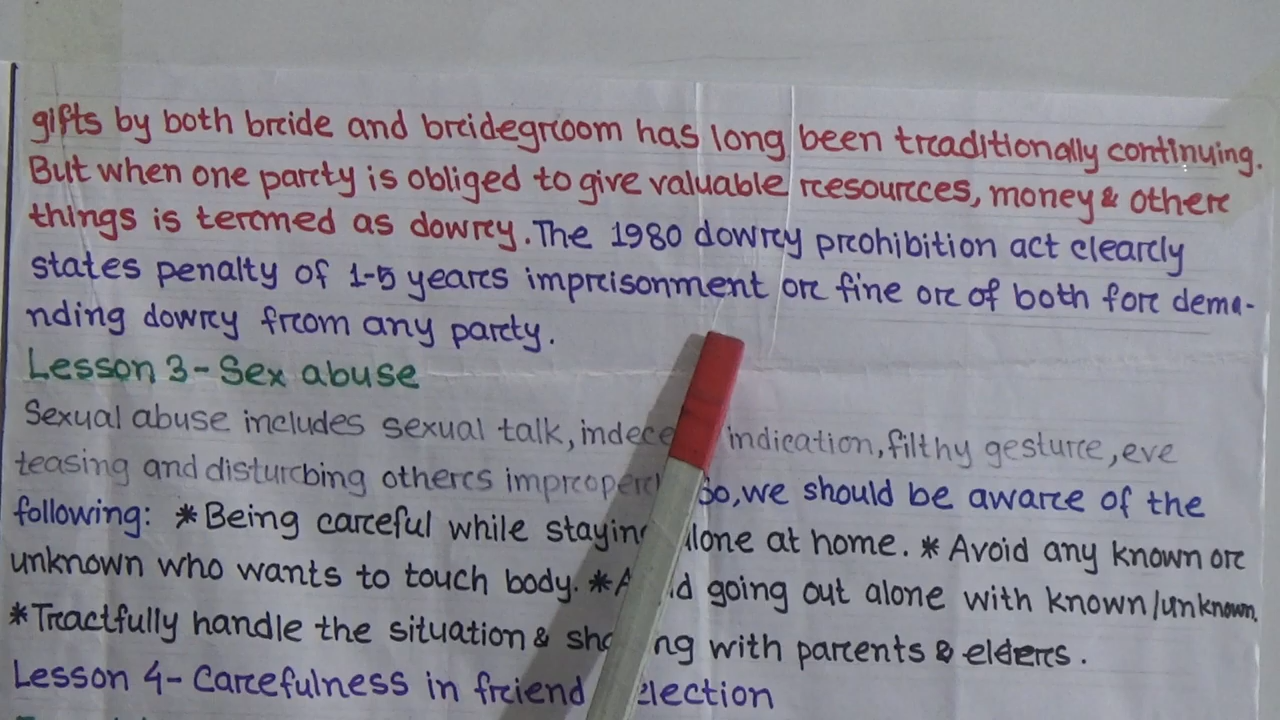 gifts by both bride and bridegroom has long been traditionally continuing.
But when one party is obliged to give valuable resources, money & other
things is termed as dowry. The 1980 dowry prohibition act clearly
states penalty of 1-5 years imprisonment or fine or of both for dema-
nding dowry from any party.
Lesson 3 - Sex abuse
Sexual abuse includes sexual talk, indication, filthy gesture, eve
teasing and disturbing others So, we should be aware of the
following: * Being careful while staying alone at home. * Avoid any known or
unknown who wants to touch body. * going out alone with known/unknown.
* Tractfully handle the situation & with parents & elders.
Lesson 4 - Carefulness in friend